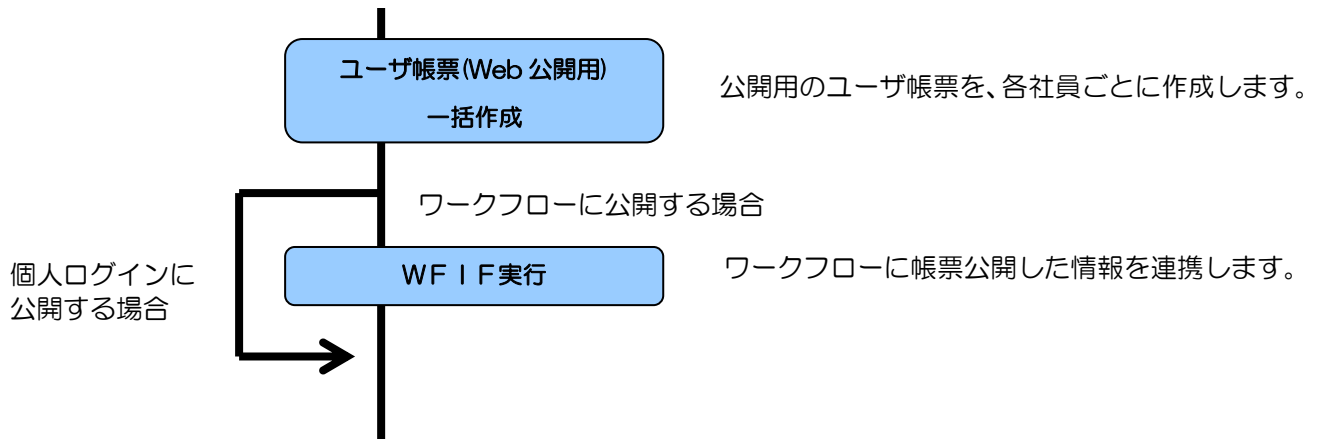 ユーザ帳票(Web 公開用)
一括作成
公開用のユーザ帳票を、各社員ごとに作成します。
ワークフローに公開する場合
個人ログインに
公開する場合
ＷＦＩＦ実行
ワークフローに帳票公開した情報を連携します。